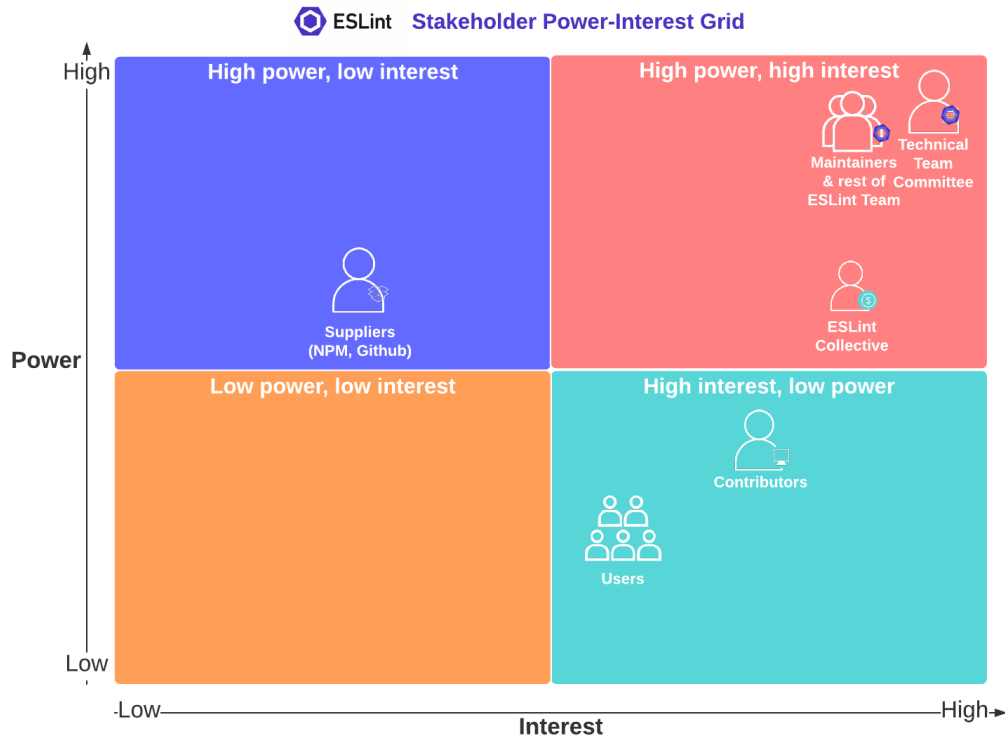 ESLint Stakeholder Power-Interest Grid
High
High power, low interest
High power, high interest
Maintainers
& rest of
ESLint Team
Technical
Team
Committee
Suppliers
(NPM, Github)
$
ESLint
Collective
Power
Low power, low interest
High interest, low power
Contributors
Users
Low
Low
High
Interest